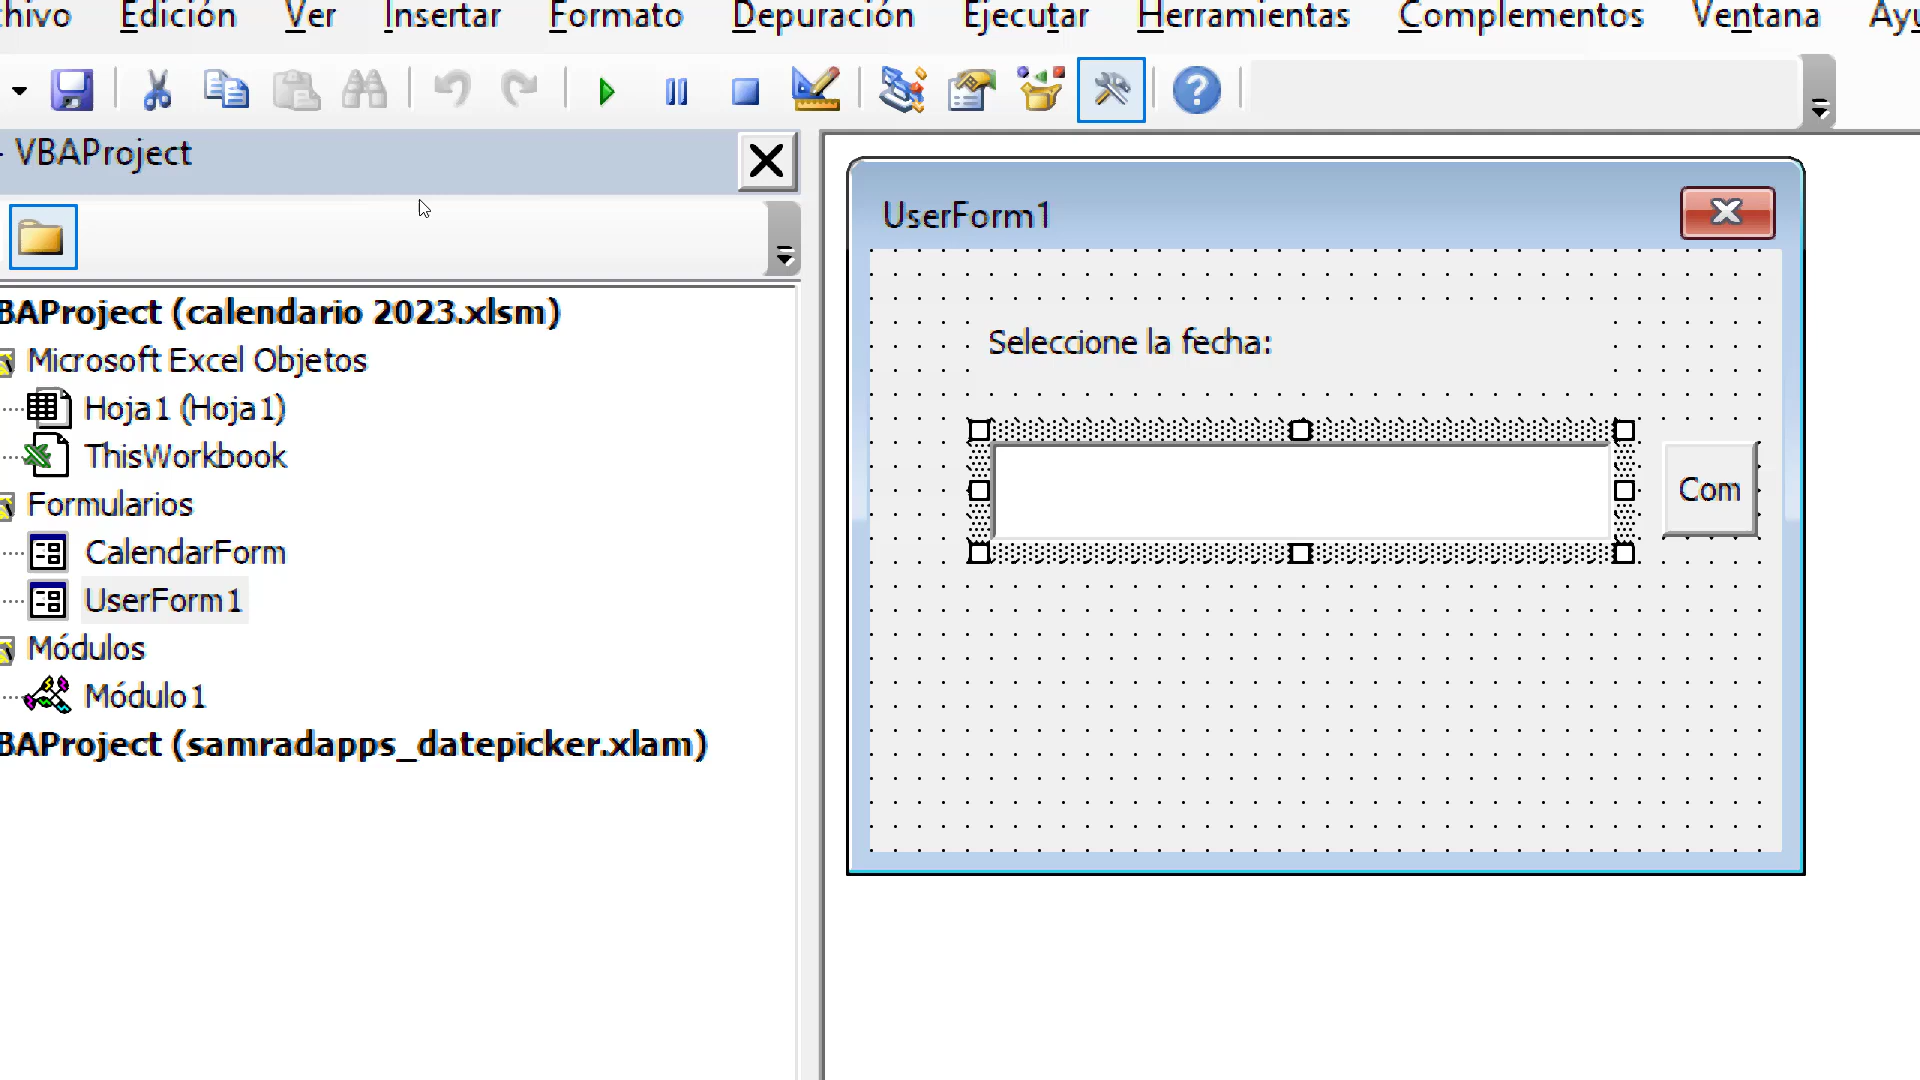 chivo Edición Ver Insertar Formato Depuración Ejecutar Herramientas Complementos Ventana Ayu
- VBAProject
BAProject (calendario 2023.xlsm)
Microsoft Excel Objetos
Hoja1 (Hoja1)
ThisWorkbook
Formularios
CalendarForm
UserForm1
Módulos
Módulo1
BAProject (samradapps_datepicker.xlam)
UserForm1
Seleccione la fecha:
Com